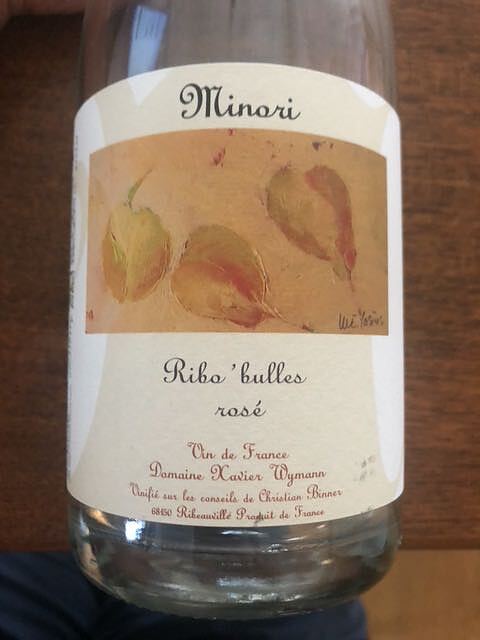 Minori
Ribo'bulles
rosé
Vin de France
Domaine Xavier Wymann
Vinifié sur les conseils de Christian Binner
68150 Ribeauvillé Produit de France